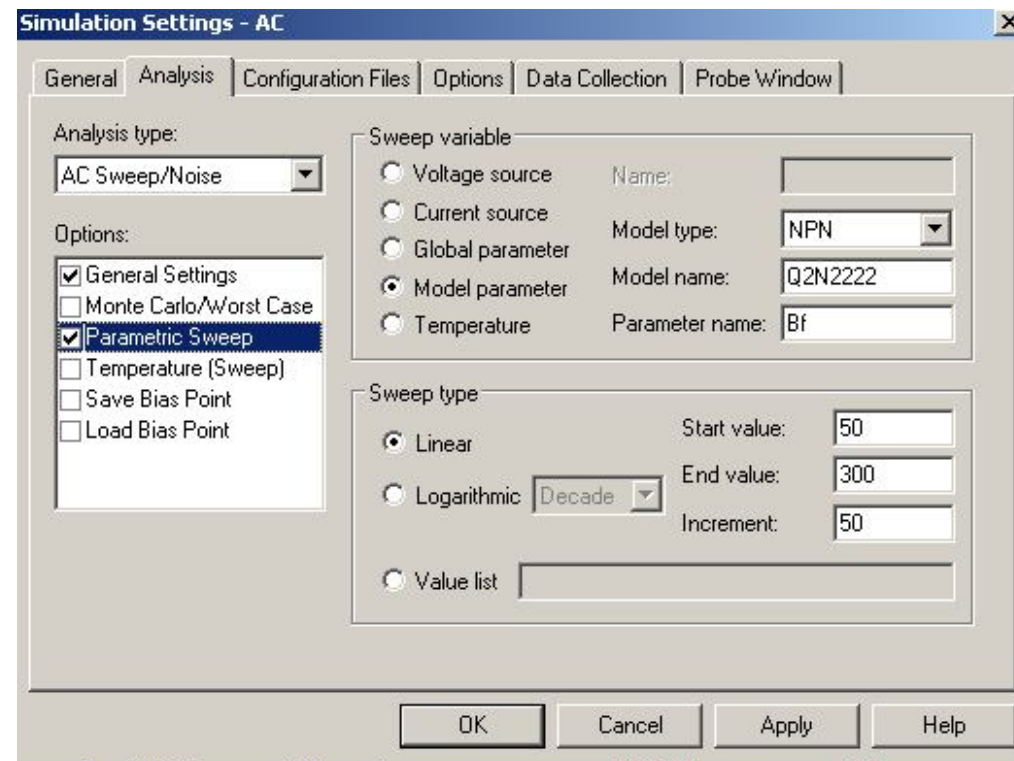 Simulation Settings - AC
General Analysis Configuration Files Options Data Collection Probe Window
Analysis type:
AC Sweep/Noise
Options:
General Settings
Monte Carlo/Worst Case
Parametric Sweep
Temperature (Sweep)
Save Bias Point
Load Bias Point
Sweep variable
Voltage source
Current source
Global parameter
Model parameter
Temperature
Name:
Model type: NPN
Model name: Q2N2222
Parameter name: Bf
Sweep type
Linear
Logarithmic Decade
Value list
Start value: 50
End value: 300
Increment: 50
OK Cancel Apply Help